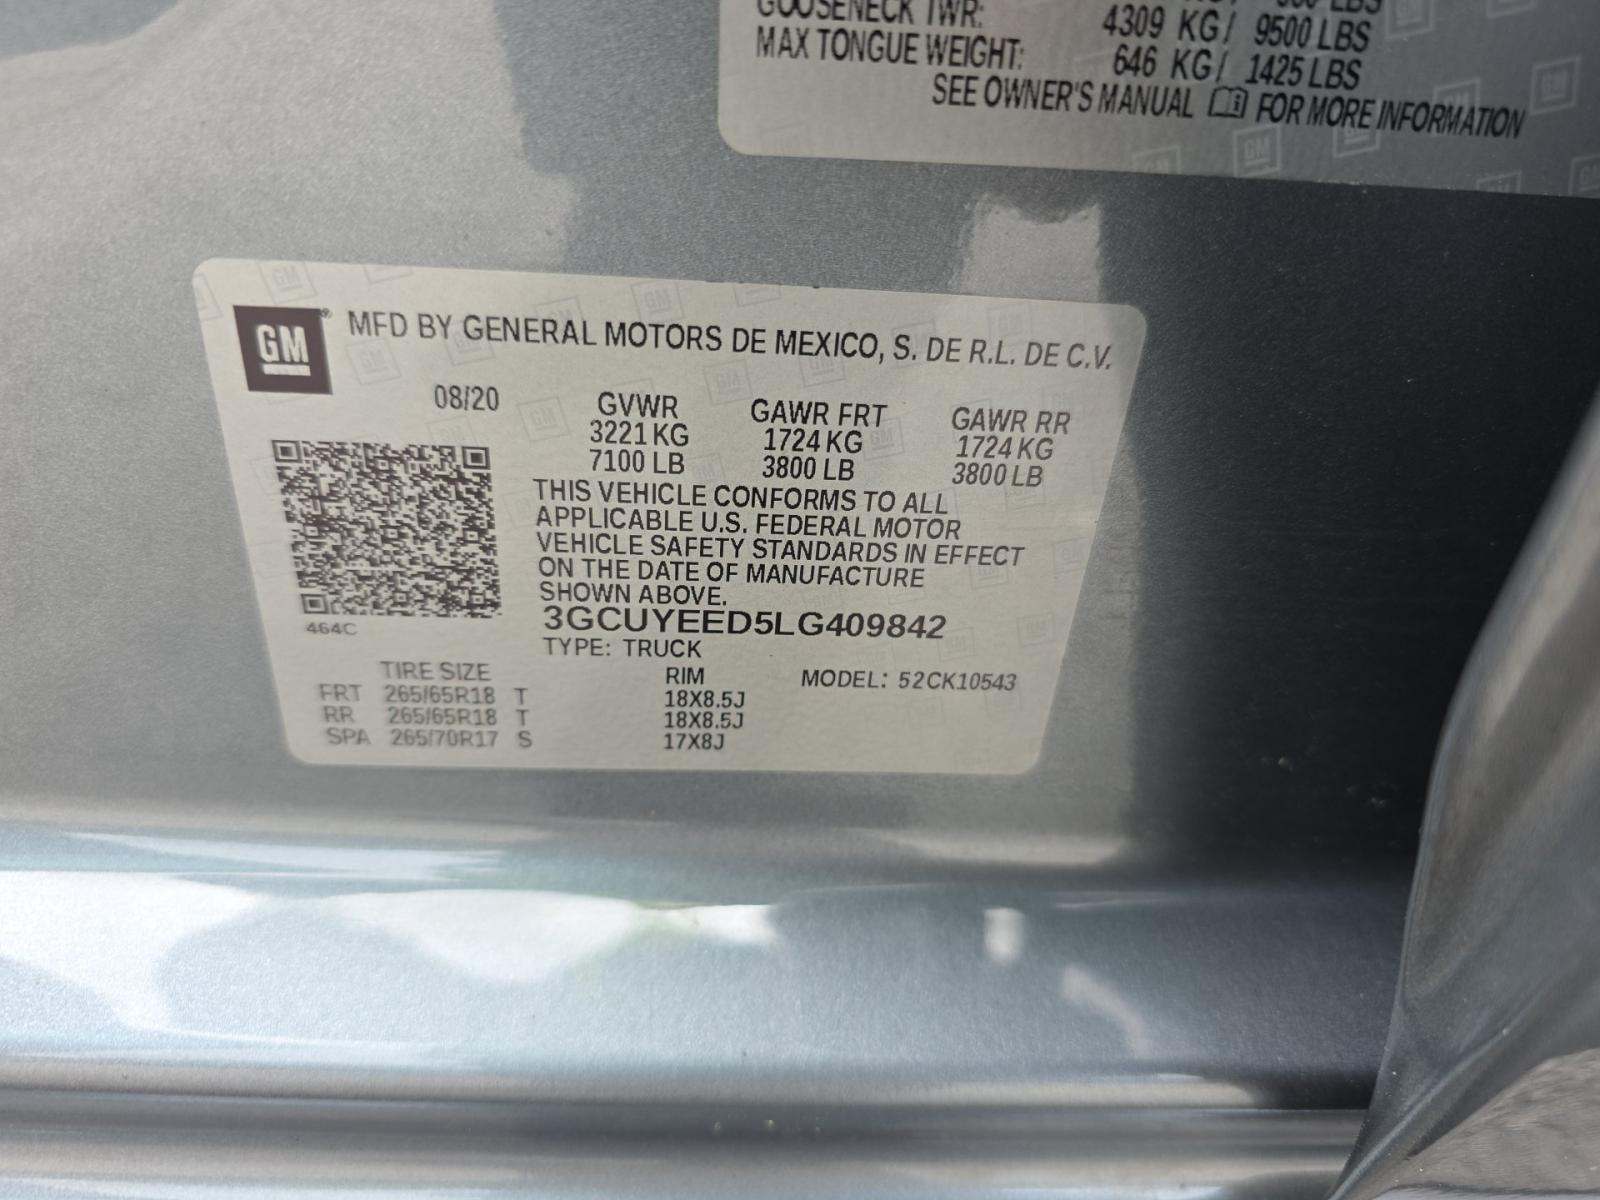 GOOSENECK TWR: 4309 KG/ 9500 LBS
MAX TONGUE WEIGHT: 646 KG/ 1425 LBS
SEE OWNER'S MANUAL FOR MORE INFORMATION
GM® MFD BY GENERAL MOTORS DE MEXICO, S. DE R.L. DE C.V.
08/20 GVWR GAWR FRT GAWR RR
3221 KG 1724 KG 1724 KG
7100 LB 3800 LB 3800 LB
THIS VEHICLE CONFORMS TO ALL
APPLICABLE U.S. FEDERAL MOTOR
VEHICLE SAFETY STANDARDS IN EFFECT
ON THE DATE OF MANUFACTURE
SHOWN ABOVE.
3GCUYEED5LG409842
464C
TYPE: TRUCK
TIRE SIZE RIM MODEL: 52CK10543
FRT 265/65R18 T 18X8.5J
RR 265/65R18 T 18X8.5J
SPA 265/70R17 S 17X8J